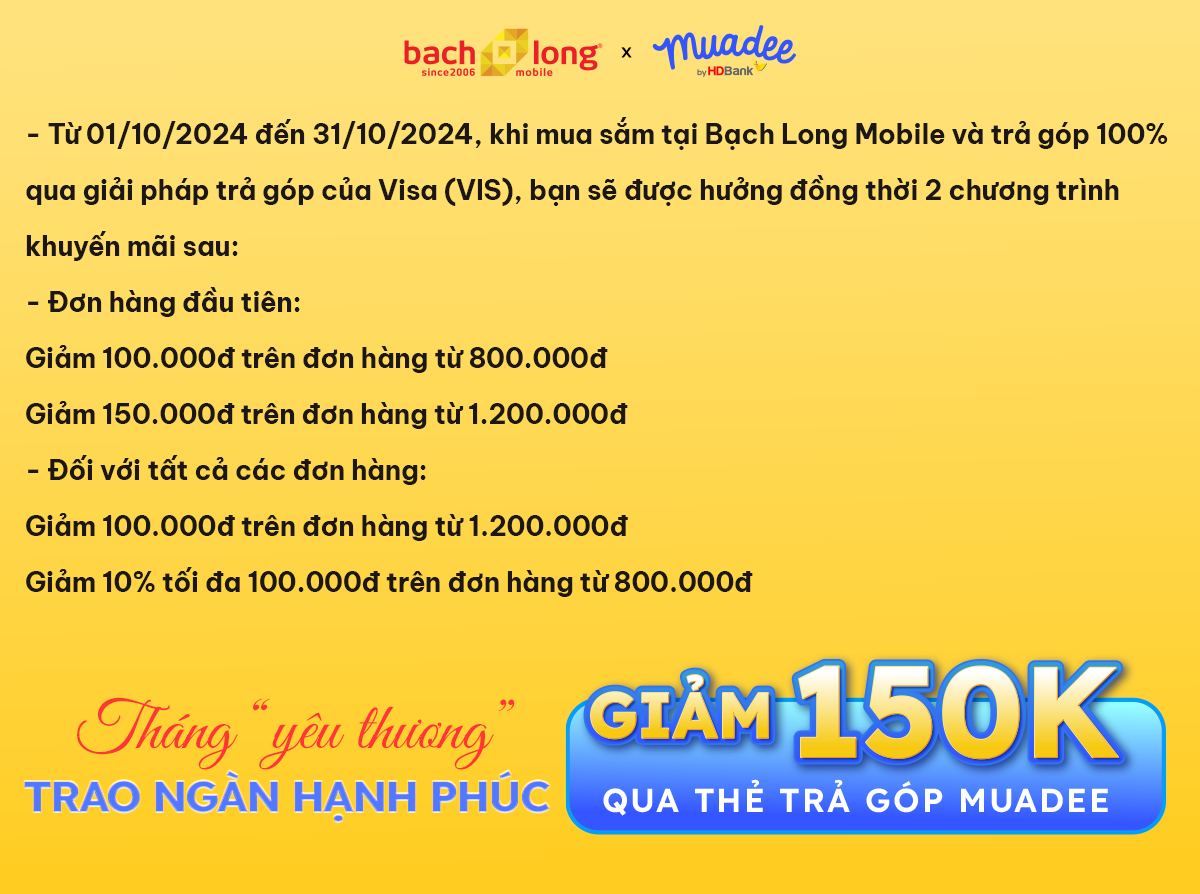 bach long
since2006 mobile
x
muadee
by HDBank
- Từ 01/10/2024 đến 31/10/2024, khi mua sắm tại Bạch Long Mobile và trả góp 100%
qua giải pháp trả góp của Visa (VIS), bạn sẽ được hưởng đồng thời 2 chương trình
khuyến mãi sau:
- Đơn hàng đầu tiên:
Giảm 100.000đ trên đơn hàng từ 800.000đ
Giảm 150.000đ trên đơn hàng từ 1.200.000đ
- Đối với tất cả các đơn hàng:
Giảm 100.000đ trên đơn hàng từ 1.200.000đ
Giảm 10% tối đa 100.000đ trên đơn hàng từ 800.000đ
Tháng “yêu thương”
TRAO NGÀN HẠNH PHÚC
GIẢM 150K
QUA THẺ TRẢ GÓP MUADEE